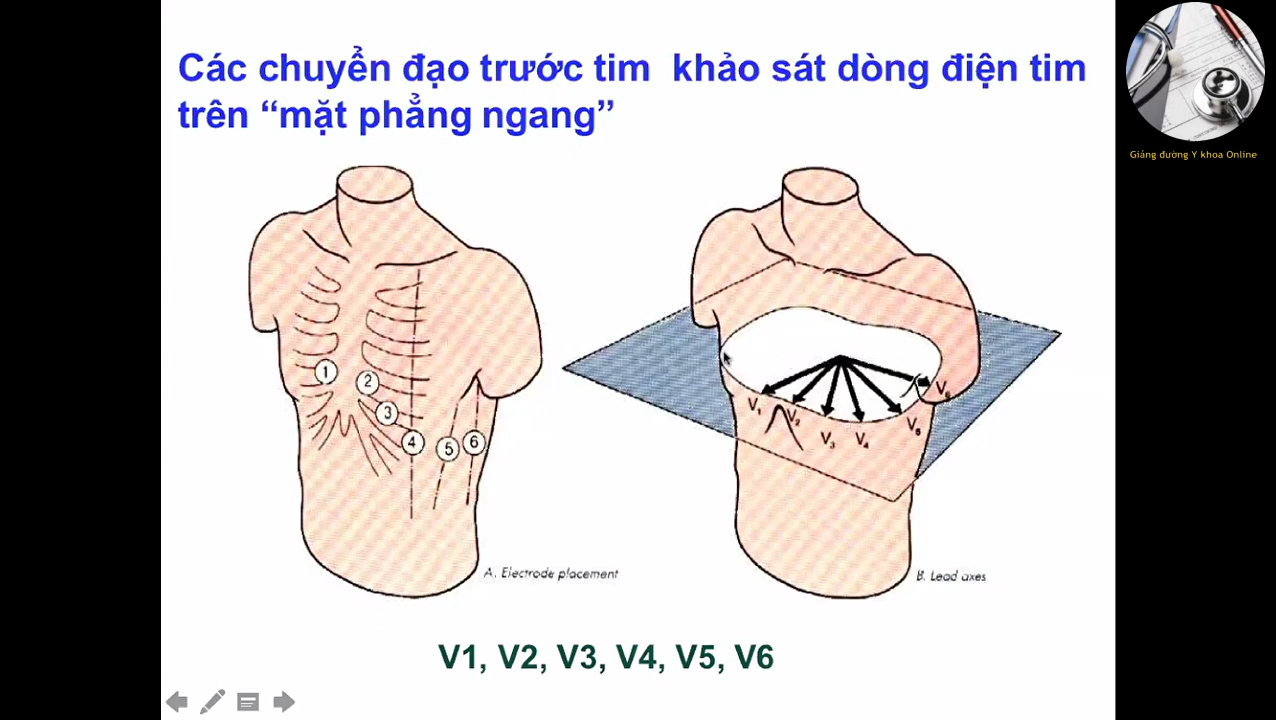 Các chuyển đạo trước tim khảo sát dòng điện tim
trên “mặt phẳng ngang”
Giảng đường Y khoa Online
1
2
3
4
5
6
V₁
V₂
V₃
V₄
V₅
V₆
A. Electrode placement
B. Lead axes
V1, V2, V3, V4, V5, V6